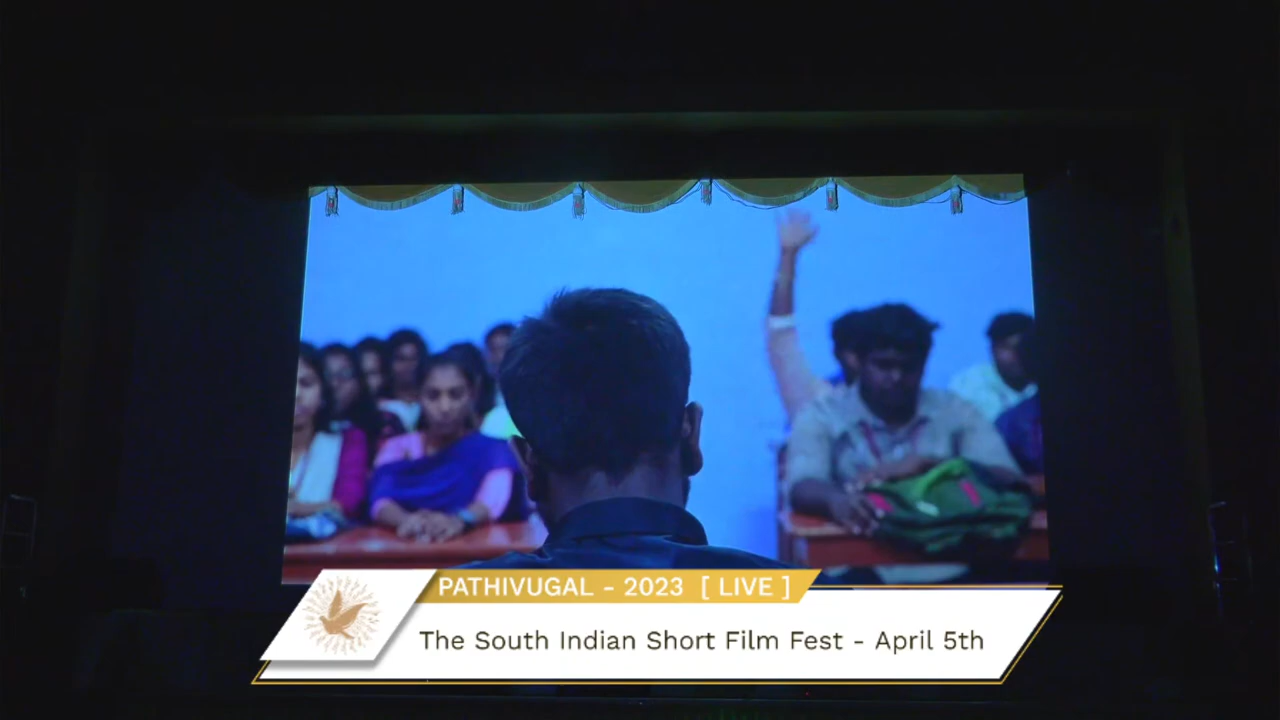 PATHIVUGAL - 2023 [ LIVE ]
The South Indian Short Film Fest - April 5th